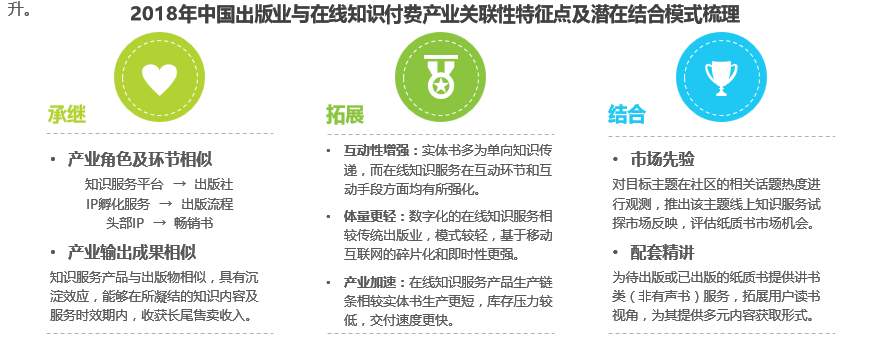 升。
2018年中国出版业与在线知识付费产业关联性特征点及潜在结合模式梳理
承继
• 产业角色及环节相似
知识服务平台 → 出版社
IP孵化服务 → 出版流程
头部IP → 畅销书
• 产业输出成果相似
知识服务产品与出版物相似，具有沉
淀效应，能够在所凝结的知识内容及
服务时效期内，收获长尾售卖收入。
拓展
• 互动性增强：实体书多为单向知识传
递，而在线知识服务在互动环节和互
动手段方面均有所强化。
• 体量更轻：数字化的在线知识服务相
较传统出版业，模式较轻，基于移动
互联网的碎片化和即时性更强。
• 产业加速：在线知识服务产品生产链
条相较实体书生产更短，库存压力较
低，交付速度更快。
结合
• 市场先验
对目标主题在社区的相关话题热度进
行观测，推出该主题线上知识服务试
探市场反映，评估纸质书市场机会。
• 配套精讲
为待出版或已出版的纸质书提供讲书
类（非有声书）服务，拓展用户读书
视角，为其提供多元内容获取形式。